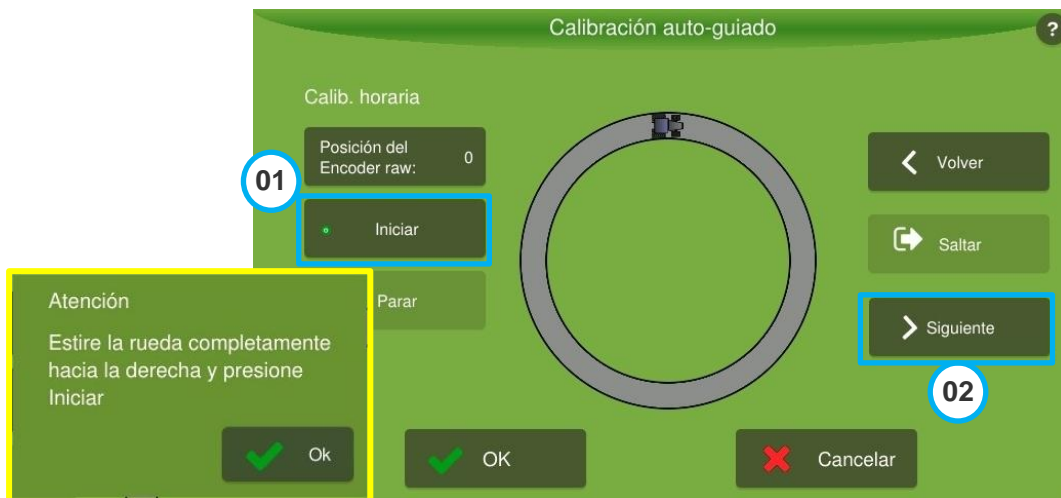 Calibración auto-guiado
?
Calib. horaria
Posición del
Encoder raw:
0
01
Iniciar
Parar
Volver
Saltar
Siguiente
02
Atención
Estire la rueda completamente
hacia la derecha y presione
Iniciar
Ok
OK
Cancelar